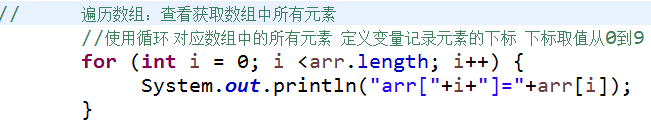 // 遍历数组：查看获取数组中所有元素
//使用循环 对应数组中的所有元素 定义变量记录元素的下标 下标取值从0到9
for (int i = 0; i <arr.length; i++) {
System.out.println("arr["+i+"]="+arr[i]);
}